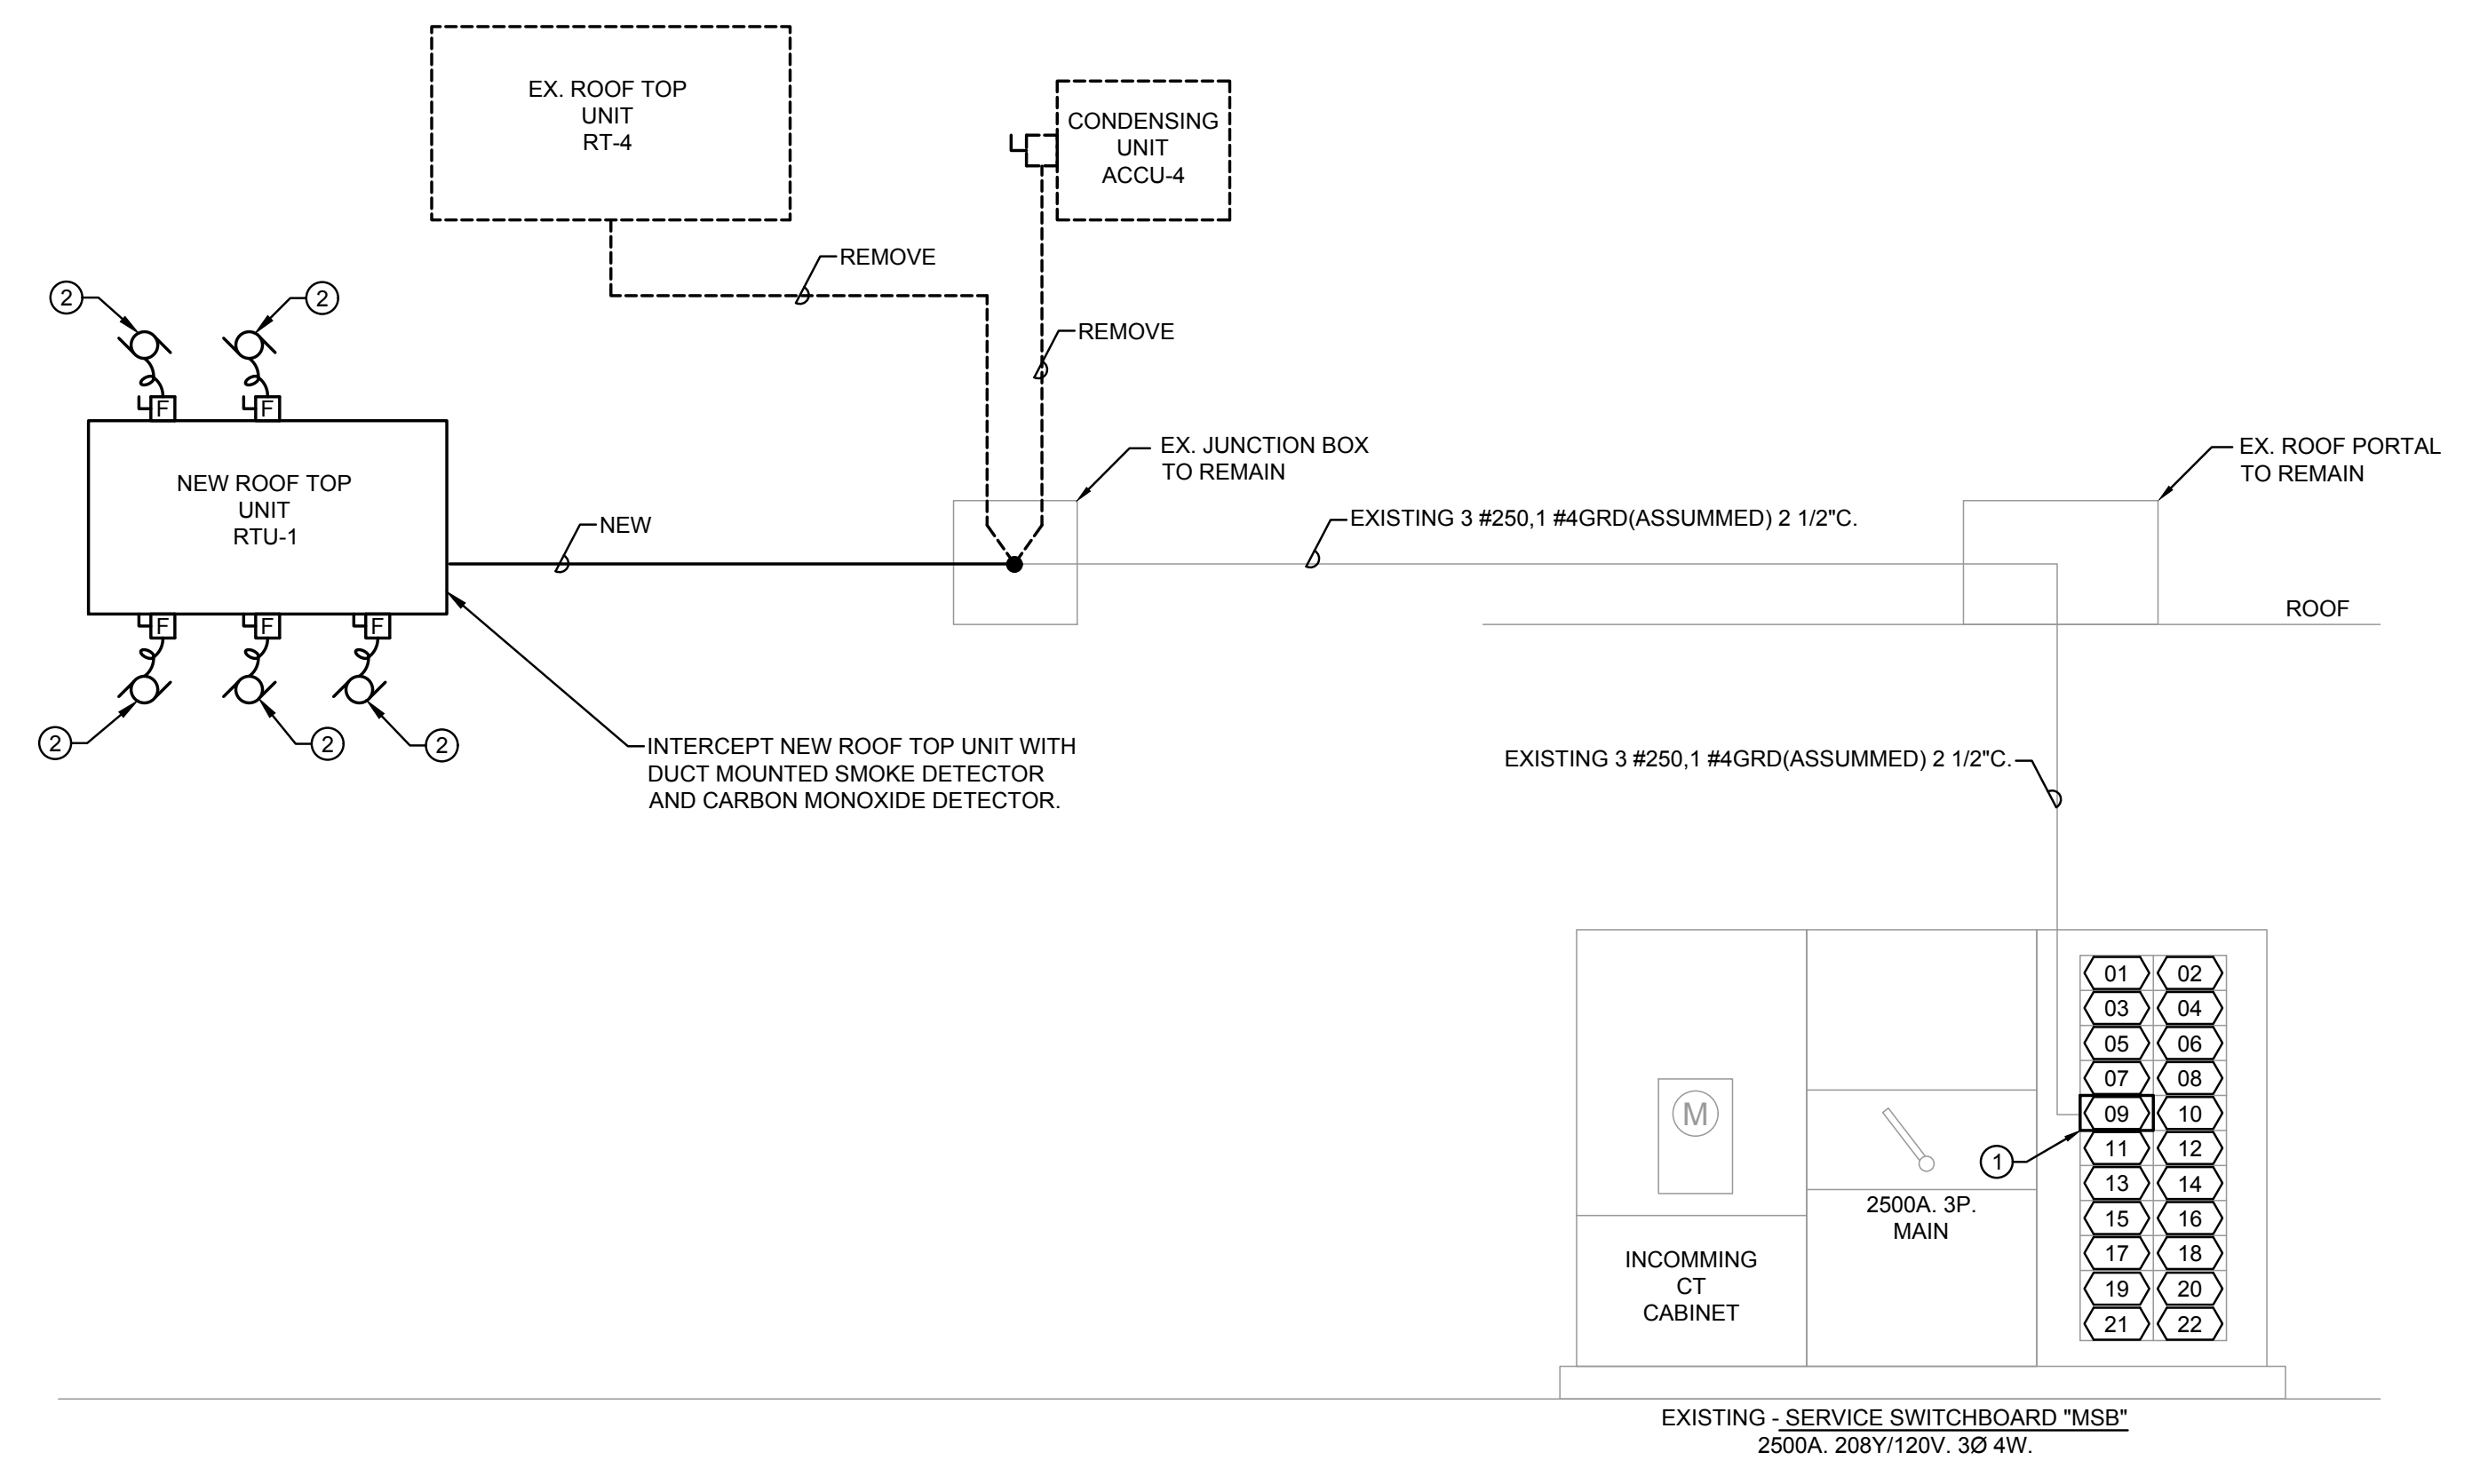 EX. ROOF TOP
UNIT
RT-4
CONDENSING
UNIT
ACCU-4
REMOVE
REMOVE
2
2
F
F
NEW ROOF TOP
UNIT
RTU-1
F
F
F
2
2
2
NEW
EX. JUNCTION BOX
TO REMAIN
EXISTING 3 #250,1 #4GRD(ASSUMMED) 2 1/2"C.
EX. ROOF PORTAL
TO REMAIN
ROOF
INTERCEPT NEW ROOF TOP UNIT WITH
DUCT MOUNTED SMOKE DETECTOR
AND CARBON MONOXIDE DETECTOR.
EXISTING 3 #250,1 #4GRD(ASSUMMED) 2 1/2"C.
M
INCOMMING
CT
CABINET
2500A. 3P.
MAIN
1
01 02
03 04
05 06
07 08
09 10
11 12
13 14
15 16
17 18
19 20
21 22
EXISTING - SERVICE SWITCHBOARD "MSB"
2500A. 208Y/120V. 3Ø 4W.